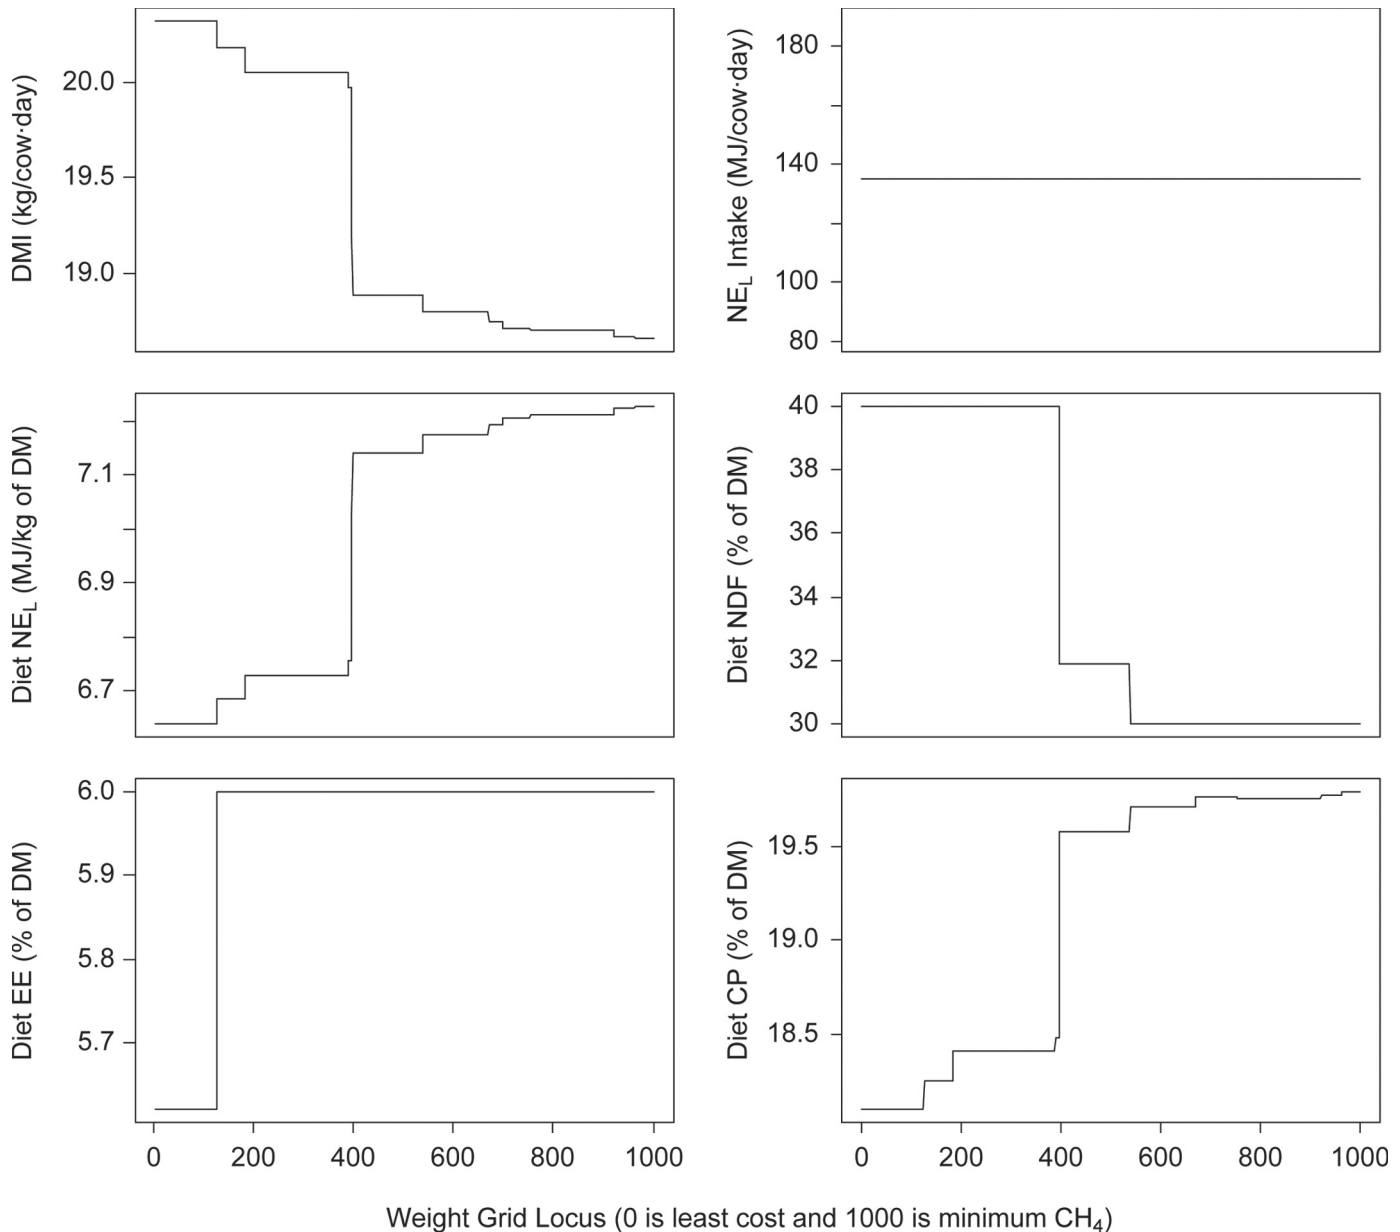 DMI (kg/cow·day)
20.0
19.5
19.0
NEL Intake (MJ/cow·day)
180
140
100
80
Diet NEL (MJ/kg of DM)
7.1
6.9
6.7
Diet NDF (% of DM)
40
38
36
34
32
30
Diet EE (% of DM)
6.0
5.9
5.8
5.7
0 200 400 600 800 1000
Diet CP (% of DM)
19.5
19.0
18.5
0 200 400 600 800 1000
Weight Grid Locus (0 is least cost and 1000 is minimum CH4)